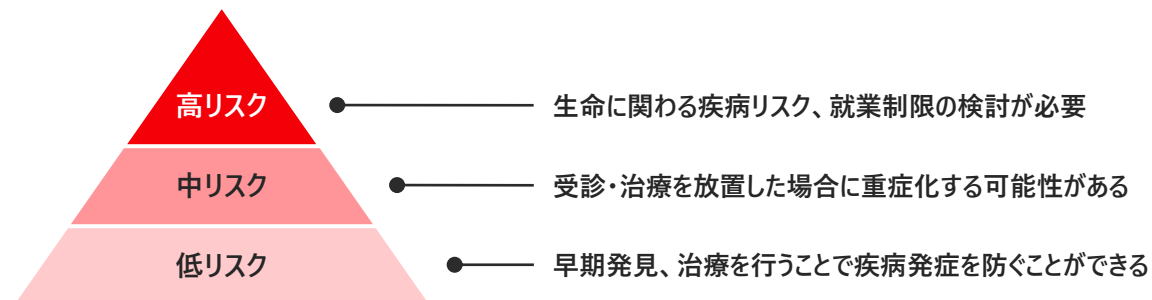 高リスク
生命に関わる疾病リスク、就業制限の検討が必要
中リスク
受診・治療を放置した場合に重症化する可能性がある
低リスク
早期発見、治療を行うことで疾病発症を防ぐことができる